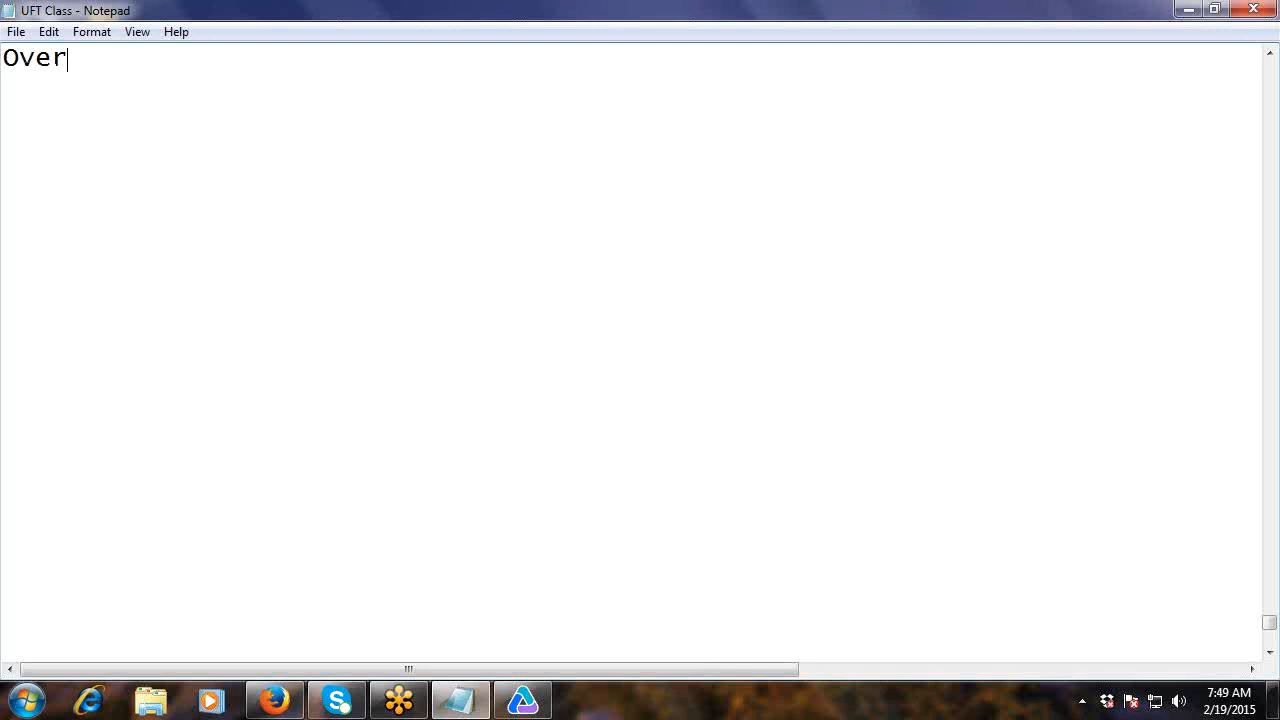 UFT Class - Notepad
File Edit Format View Help
Over
7:49 AM
2/19/2015